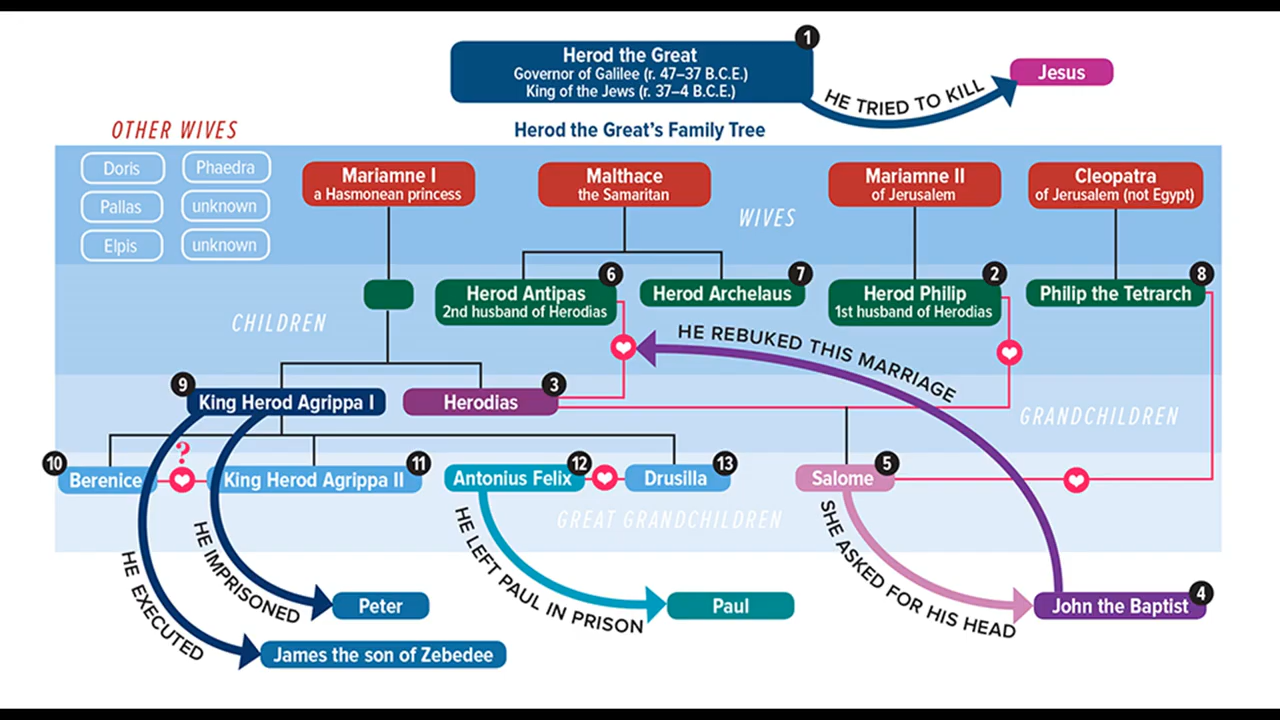 1
Herod the Great
Governor of Galilee (r. 47–37 B.C.E.)
King of the Jews (r. 37–4 B.C.E.)
HE TRIED TO KILL
Jesus
OTHER WIVES
Herod the Great's Family Tree
Doris
Phaedra
Pallas
unknown
Elpis
unknown
Mariamne I
a Hasmonean princess
Malthace
the Samaritan
Mariamne II
of Jerusalem
Cleopatra
of Jerusalem (not Egypt)
WIVES
6
Herod Antipas
2nd husband of Herodias
7
Herod Archelaus
2
Herod Philip
1st husband of Herodias
8
Philip the Tetrarch
CHILDREN
HE REBUKED THIS MARRIAGE
9
King Herod Agrippa I
3
Herodias
GRANDCHILDREN
10
Berenice
?
11
King Herod Agrippa II
12
Antonius Felix
13
Drusilla
5
Salome
GREAT GRANDCHILDREN
HE EXECUTED
HE IMPRISONED
HE LEFT PAUL IN PRISON
SHE ASKED FOR HIS HEAD
Peter
Paul
4
John the Baptist
James the son of Zebedee